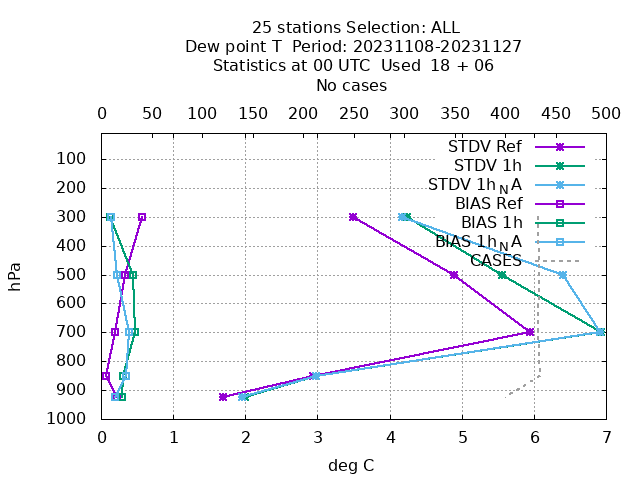 25 stations Selection: ALL
Dew point T  Period: 20231108-20231127
Statistics at 00 UTC  Used  18 + 06
No cases
0 50 100 150 200 250 300 350 400 450 500
STDV Ref
STDV 1h
STDV 1hNA
BIAS Ref
BIAS 1h
BIAS 1hNA
CASES
100
200
300
400
500
600
700
800
900
1000
hPa
0 1 2 3 4 5 6 7
deg C